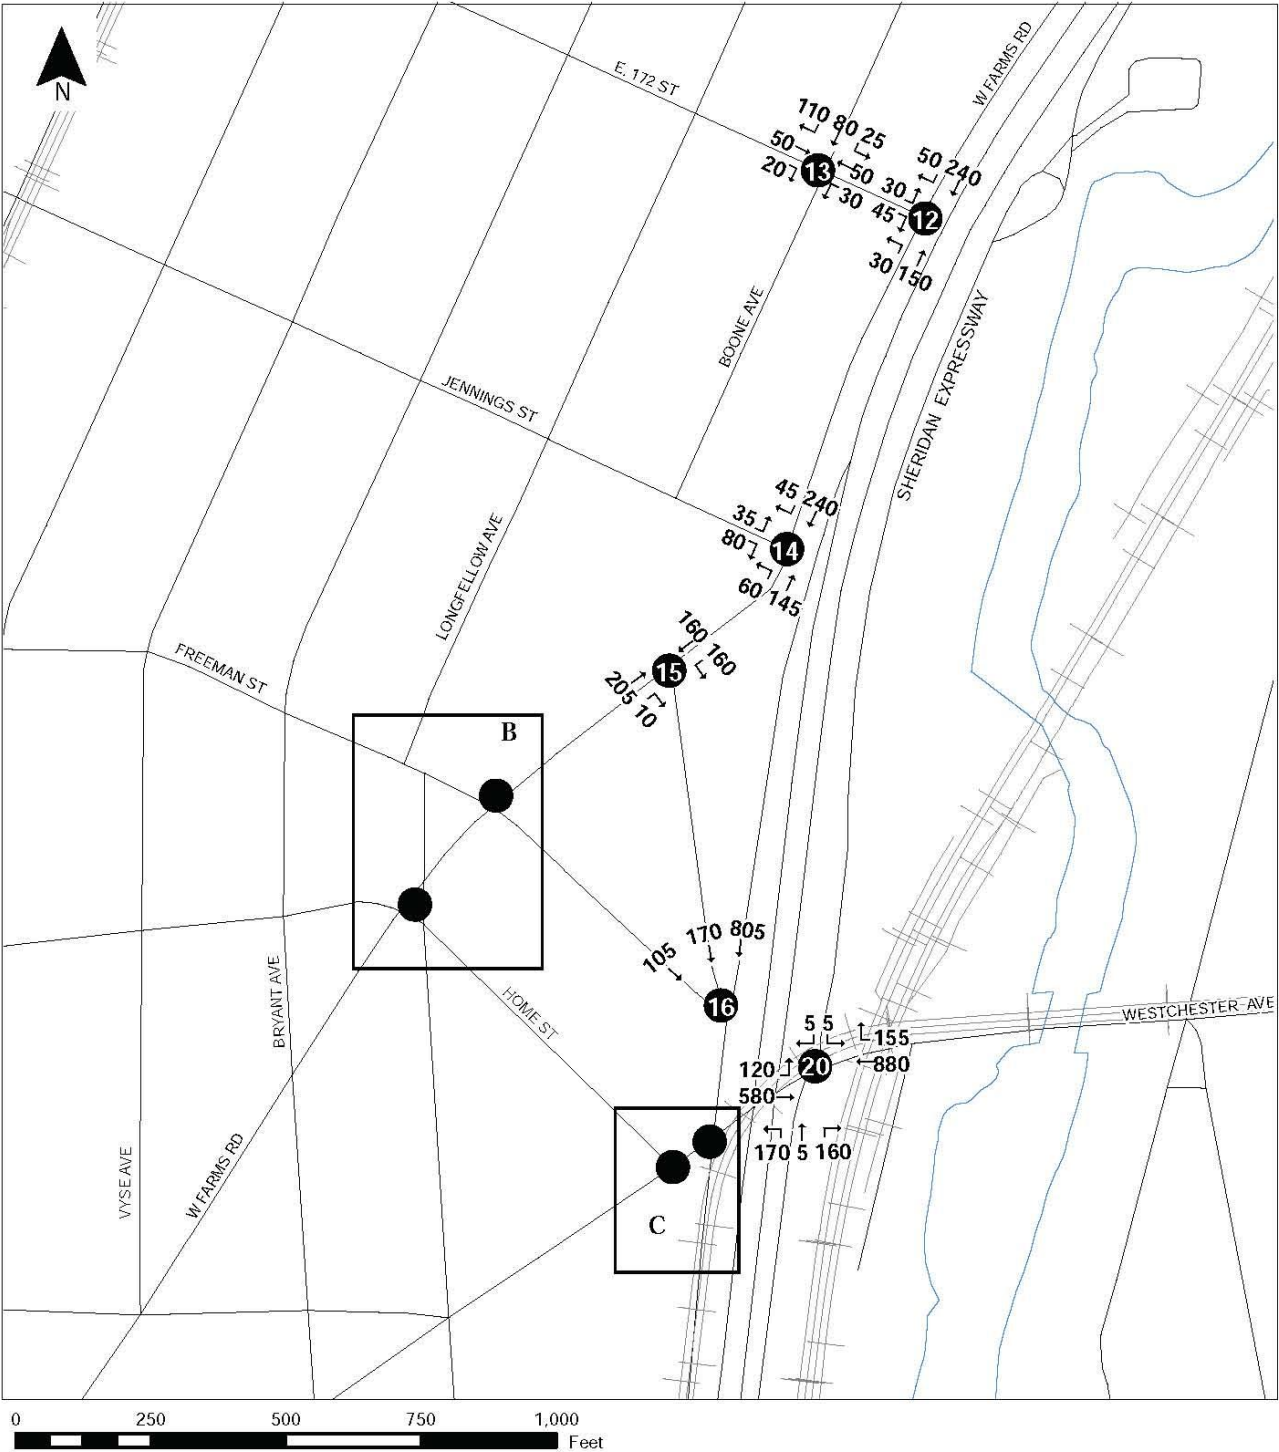 N
E. 172 ST
W FARMS RD
110 80 25
50
20
13
50
30
50 240
30
45
12
30 150
BOONE AVE
SHERIDAN EXPRESSWAY
JENNINGS ST
45 240
35
80
14
60 145
LONGFELLOW AVE
160 160
15
205 10
FREEMAN ST
B
105
170
805
16
HOME ST
BRYANT AVE
WESTCHESTER AVE
5 5
155
120
20
880
580
170 5 160
VYSE AVE
W FARMS RD
C
0 250 500 750 1,000
Feet